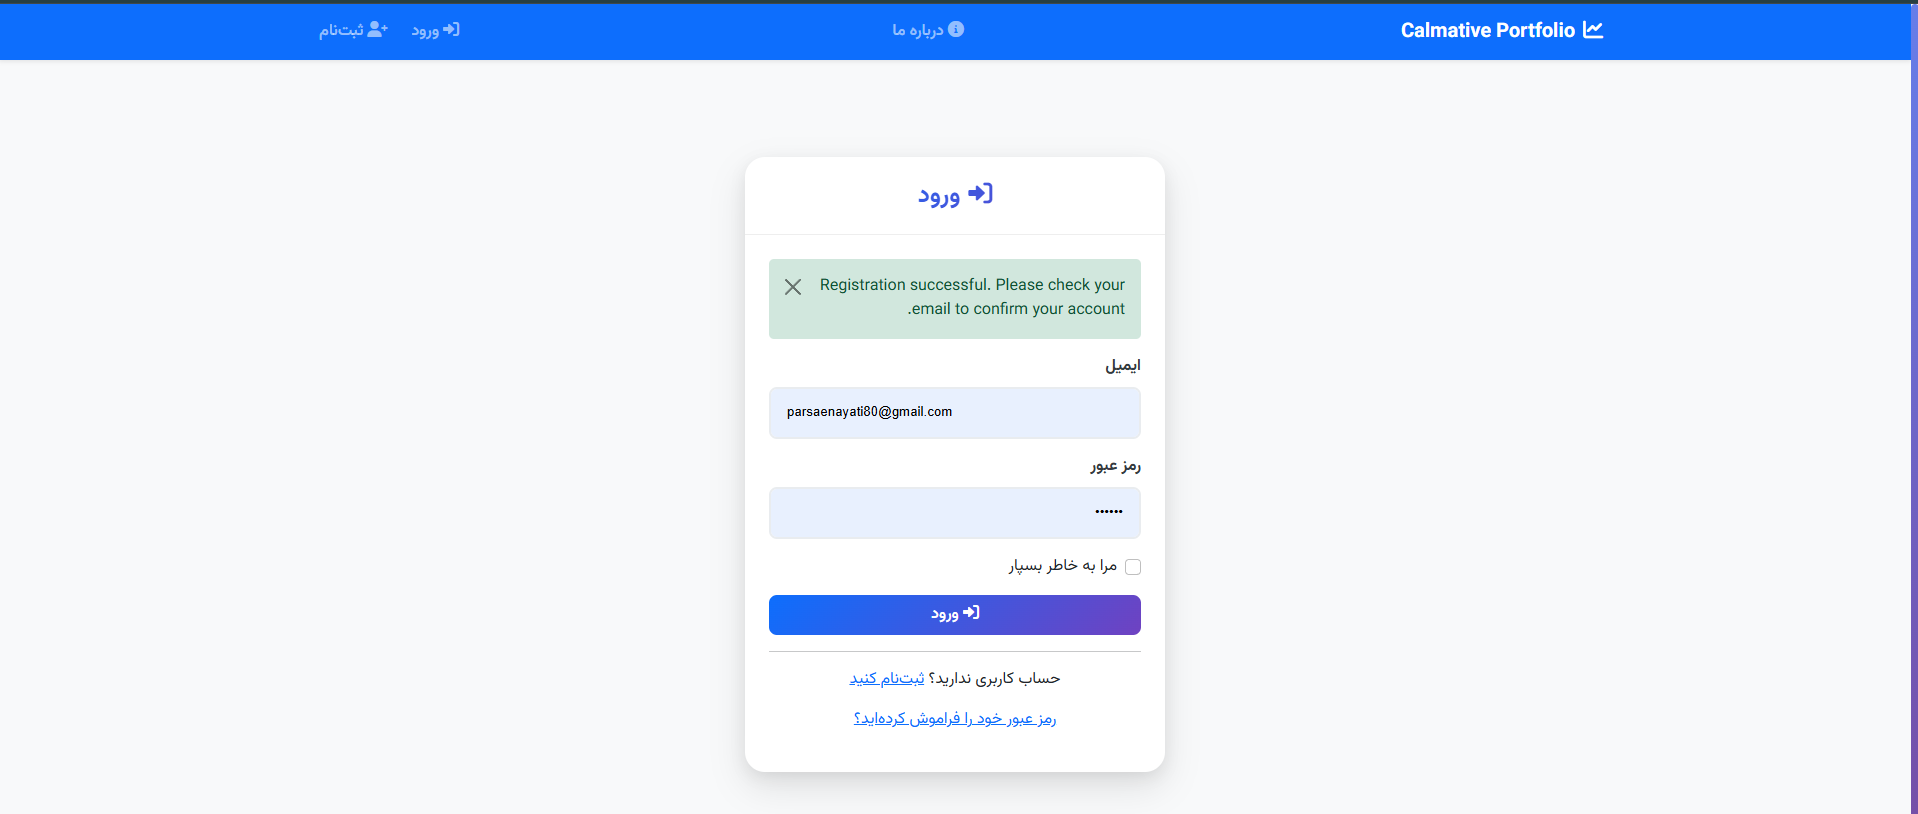 Calmative Portfolio
درباره ما
ورود
ثبت‌نام
ورود
Registration successful. Please check your
email to confirm your account.
ایمیل
parsaenayati80@gmail.com
رمز عبور
••••••
مرا به خاطر بسپار
ورود
حساب کاربری ندارید؟ ثبت‌نام کنید
رمز عبور خود را فراموش کرده‌اید؟